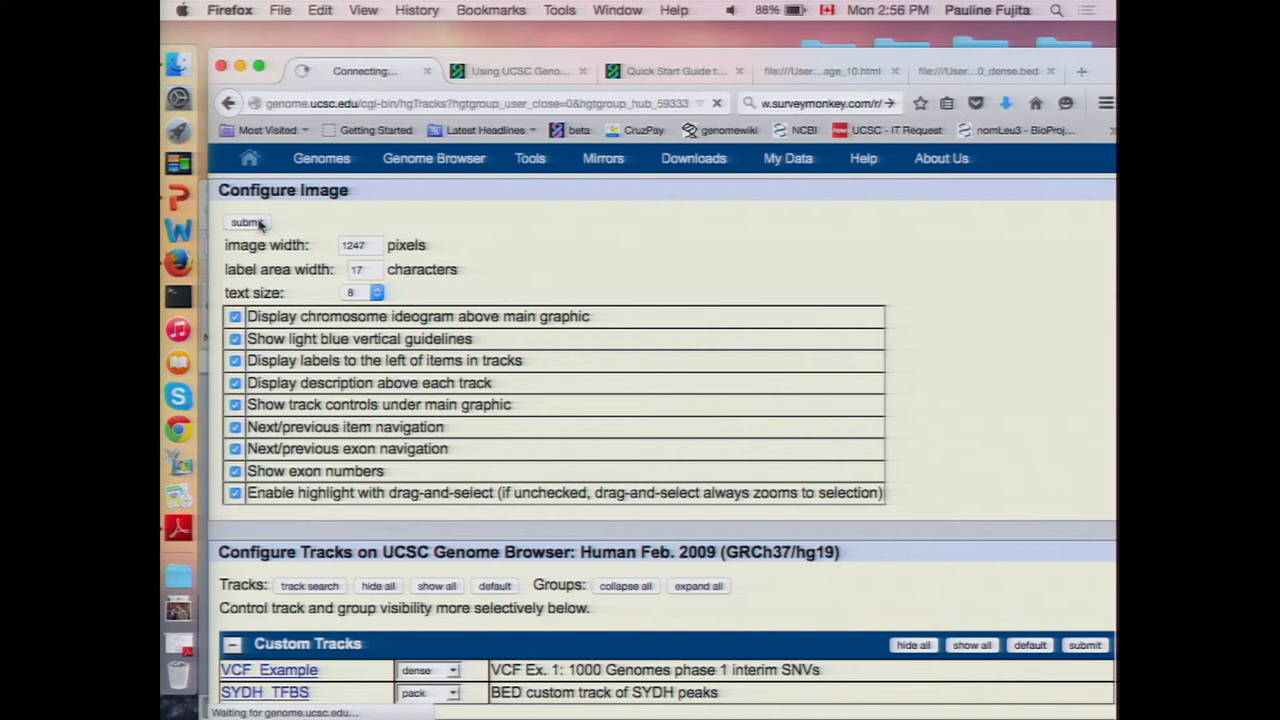 Firefox File Edit View History Bookmarks Tools Window Help 88% Mon 2:56 PM Pauline Fujita
Connecting... Using UCSC Geno... Quick Start Guide t... file:///User...age_10.html file:///User...0_dense.bed
genome.ucsc.edu/cgi-bin/hgTracks?hgtgroup_user_close=0&hgtgroup_hub_59333 w.surveymonkey.com/r/
Most Visited Getting Started Latest Headlines beta CruzPay genomewiki NCBI UCSC - IT Request nomLeu3 - BioProj...
Genomes Genome Browser Tools Mirrors Downloads My Data Help About Us
Configure Image
submit
image width: 1247 pixels
label area width: 17 characters
text size: 8
Display chromosome ideogram above main graphic
Show light blue vertical guidelines
Display labels to the left of items in tracks
Display description above each track
Show track controls under main graphic
Next/previous item navigation
Next/previous exon navigation
Show exon numbers
Enable highlight with drag-and-select (if unchecked, drag-and-select always zooms to selection)
Configure Tracks on UCSC Genome Browser: Human Feb. 2009 (GRCh37/hg19)
Tracks: track search hide all show all default Groups: collapse all expand all
Control track and group visibility more selectively below.
Custom Tracks hide all show all default submit
VCF Example dense VCF Ex. 1: 1000 Genomes phase 1 interim SNVs
SYDH TFBS pack BED custom track of SYDH peaks
Waiting for genome.ucsc.edu...